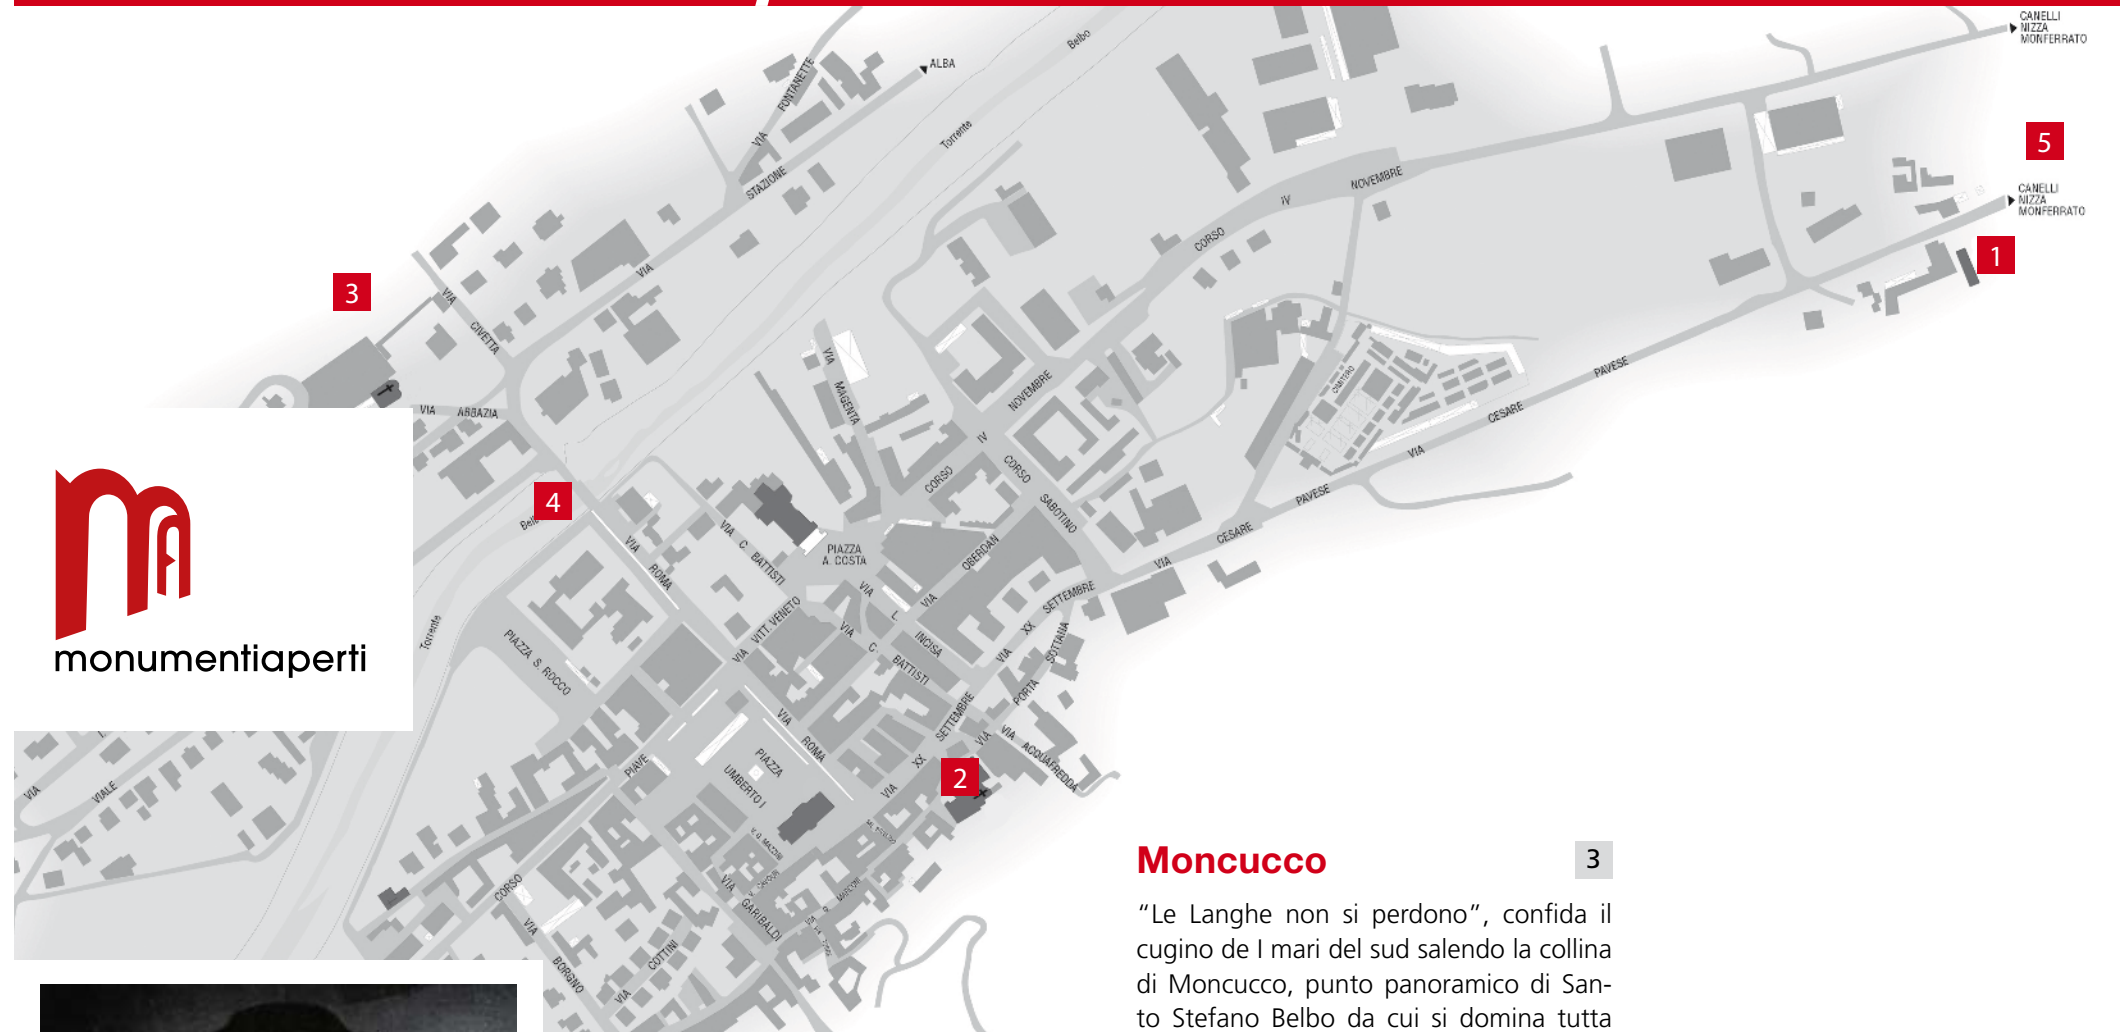 CANELLI
NIZZA
MONFERRATO
ALBA
Belbo
Torrente
VIA FONTANETTE
VIA STAZIONE
5
CANELLI
NIZZA
MONFERRATO
1
CORSO IV NOVEMBRE
3
VIA CIVETTA
VIA ABBAZIA
VIA MAGENTA
CORSO IV NOVEMBRE
CIMITERO
VIA CESARE PAVESE
VIA CESARE PAVESE
CORSO SABOTINO
4
Torrente
VIA ROMA
VIA C. BATTISTI
PIAZZA
A. COSTA
VIA OBERDAN
VIA L. INCISA
VIA C. BATTISTI
VIA VITT. VENETO
VIA XX SETTEMBRE
VIA PORTA SOTTANA
VIA ACQUAFREDDA
PIAZZA S. ROCCO
monumentiaperti
VIA ROMA
VIA XX SETTEMBRE
2
PIAZZA
UMBERTO I
CORSO PIAVE
VIA
VIALE
VIA GARIBALDI
VIA BORGNO
VIA COTTINI
Moncucco
3
“Le Langhe non si perdono”, confida il
cugino de I mari del sud salendo la collina
di Moncucco, punto panoramico di San-
to Stefano Belbo da cui si domina tutta